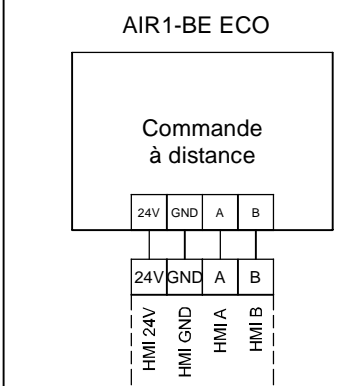 AIR1-BE ECO
Commande
à distance
24V GND A B
24V GND A B
HMI 24V
HMI GND
HMI A
HMI B